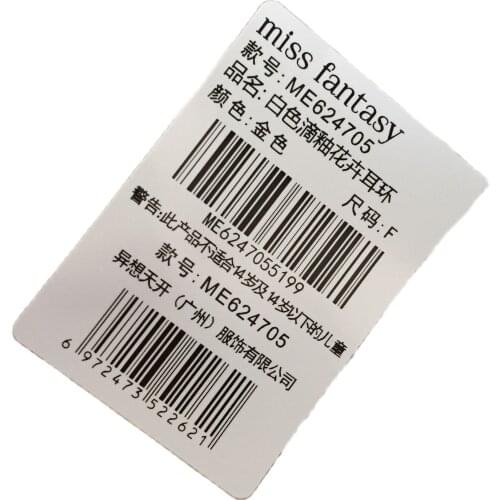 miss fantasy
款号:ME624705
品名:白色滴釉花卉耳环
颜色:金色 尺码:F
ME6247055199
警告:此产品不适合14岁及14岁以下的儿童
款号:ME624705
异想天开（广州）服饰有限公司
6 972473 522621